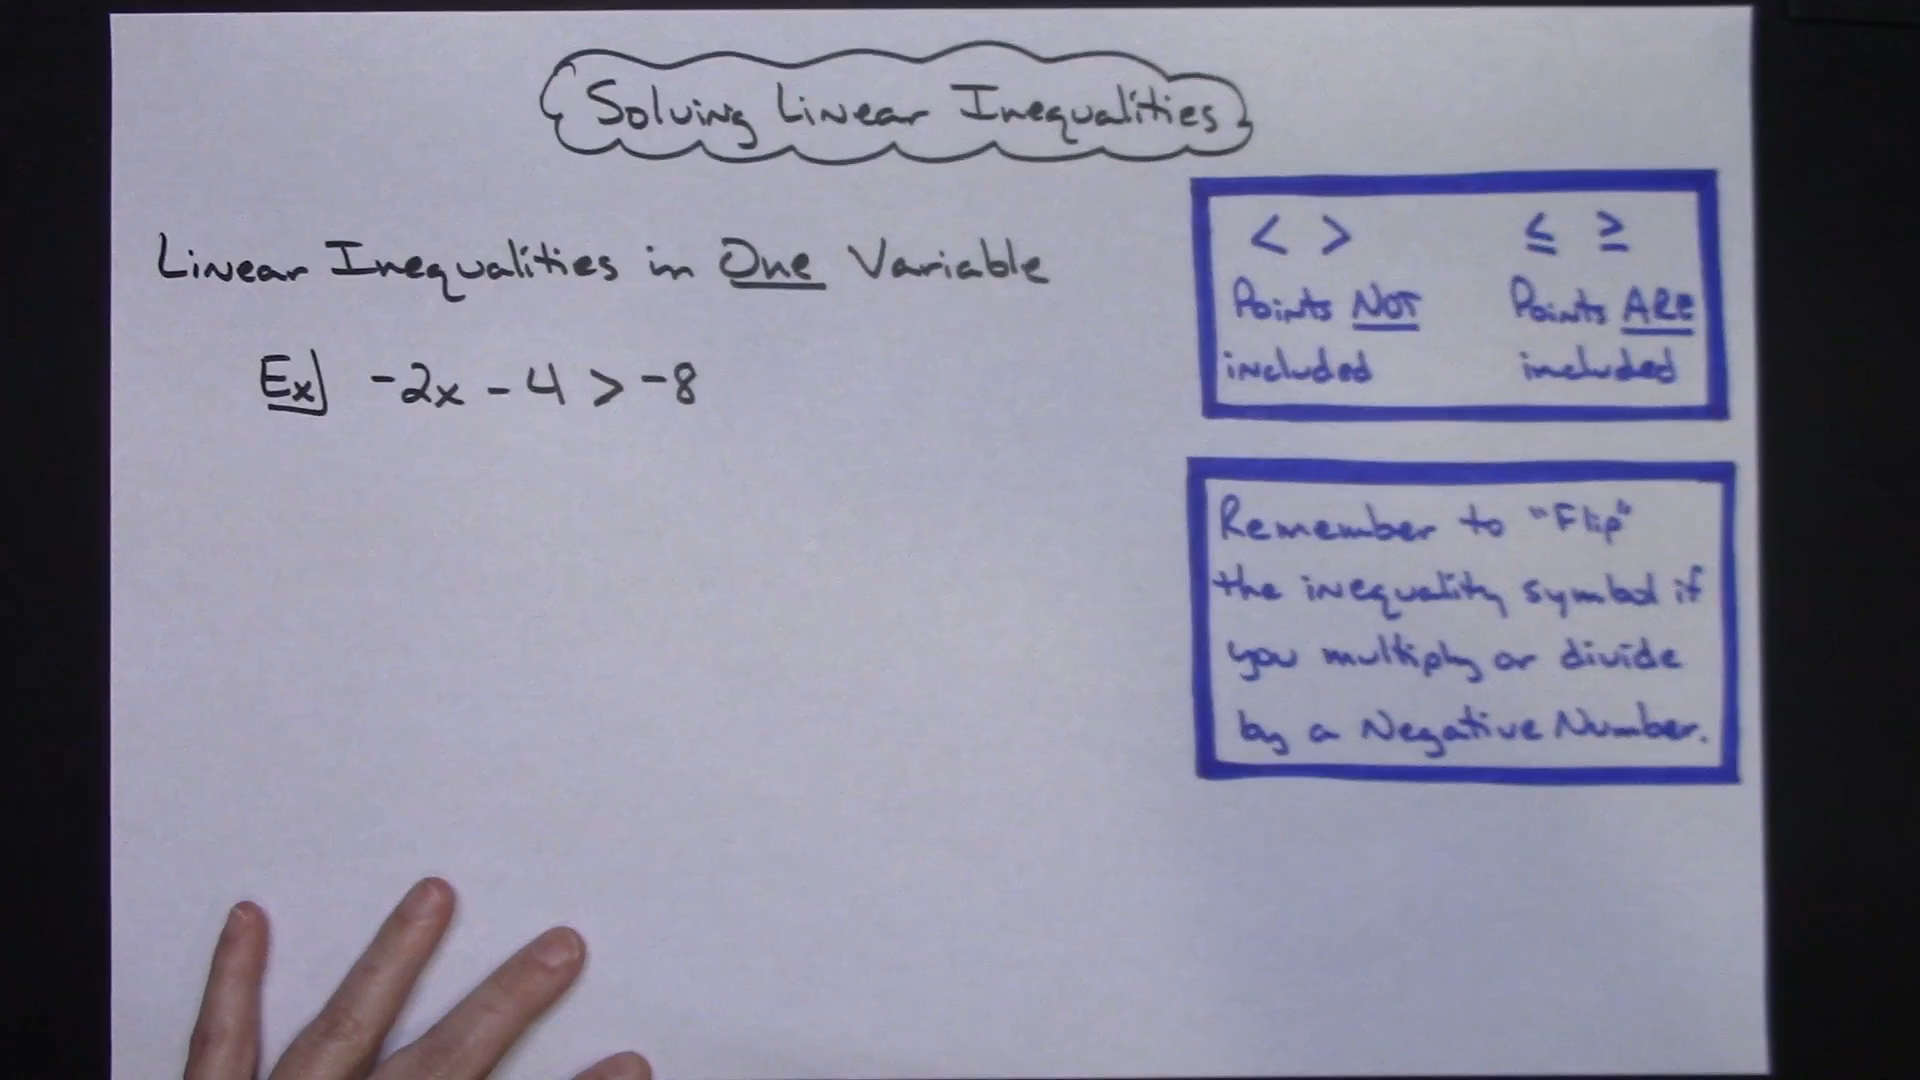 Solving Linear Inequalities
Linear Inequalities in One Variable
Ex) -2x - 4 > -8
< > ≤ ≥
Points NOT included
Points ARE included
Remember to "Flip"
the inequality symbol if
you multiply or divide
by a Negative Number.